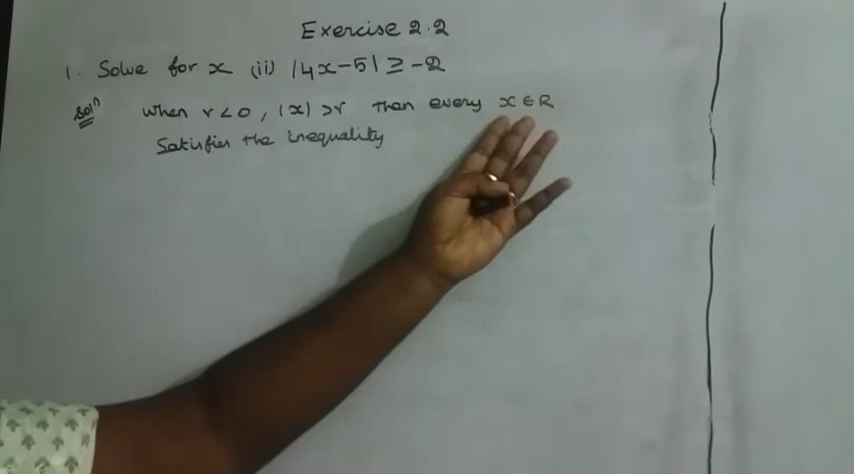 Exercise 2.2
1. Solve for x (ii) |4x-5| ≥ -2
Soln when r<0, |x|>r then every x∈R
Satisfies the inequality